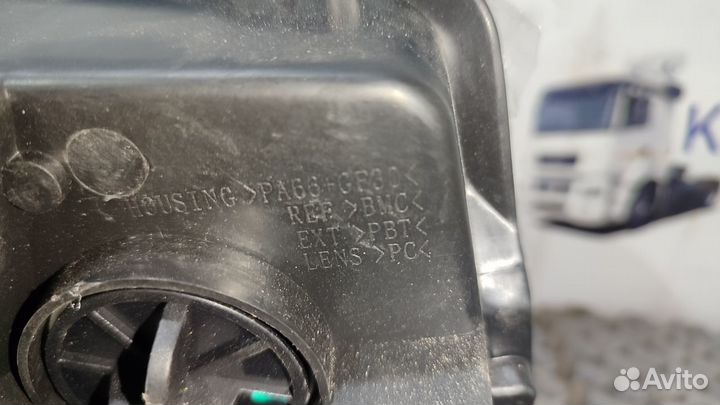 HOUSING >PA66+GF30<
REF. >BMC<
EXT >PBT<
LENS >PC<
K
Avito